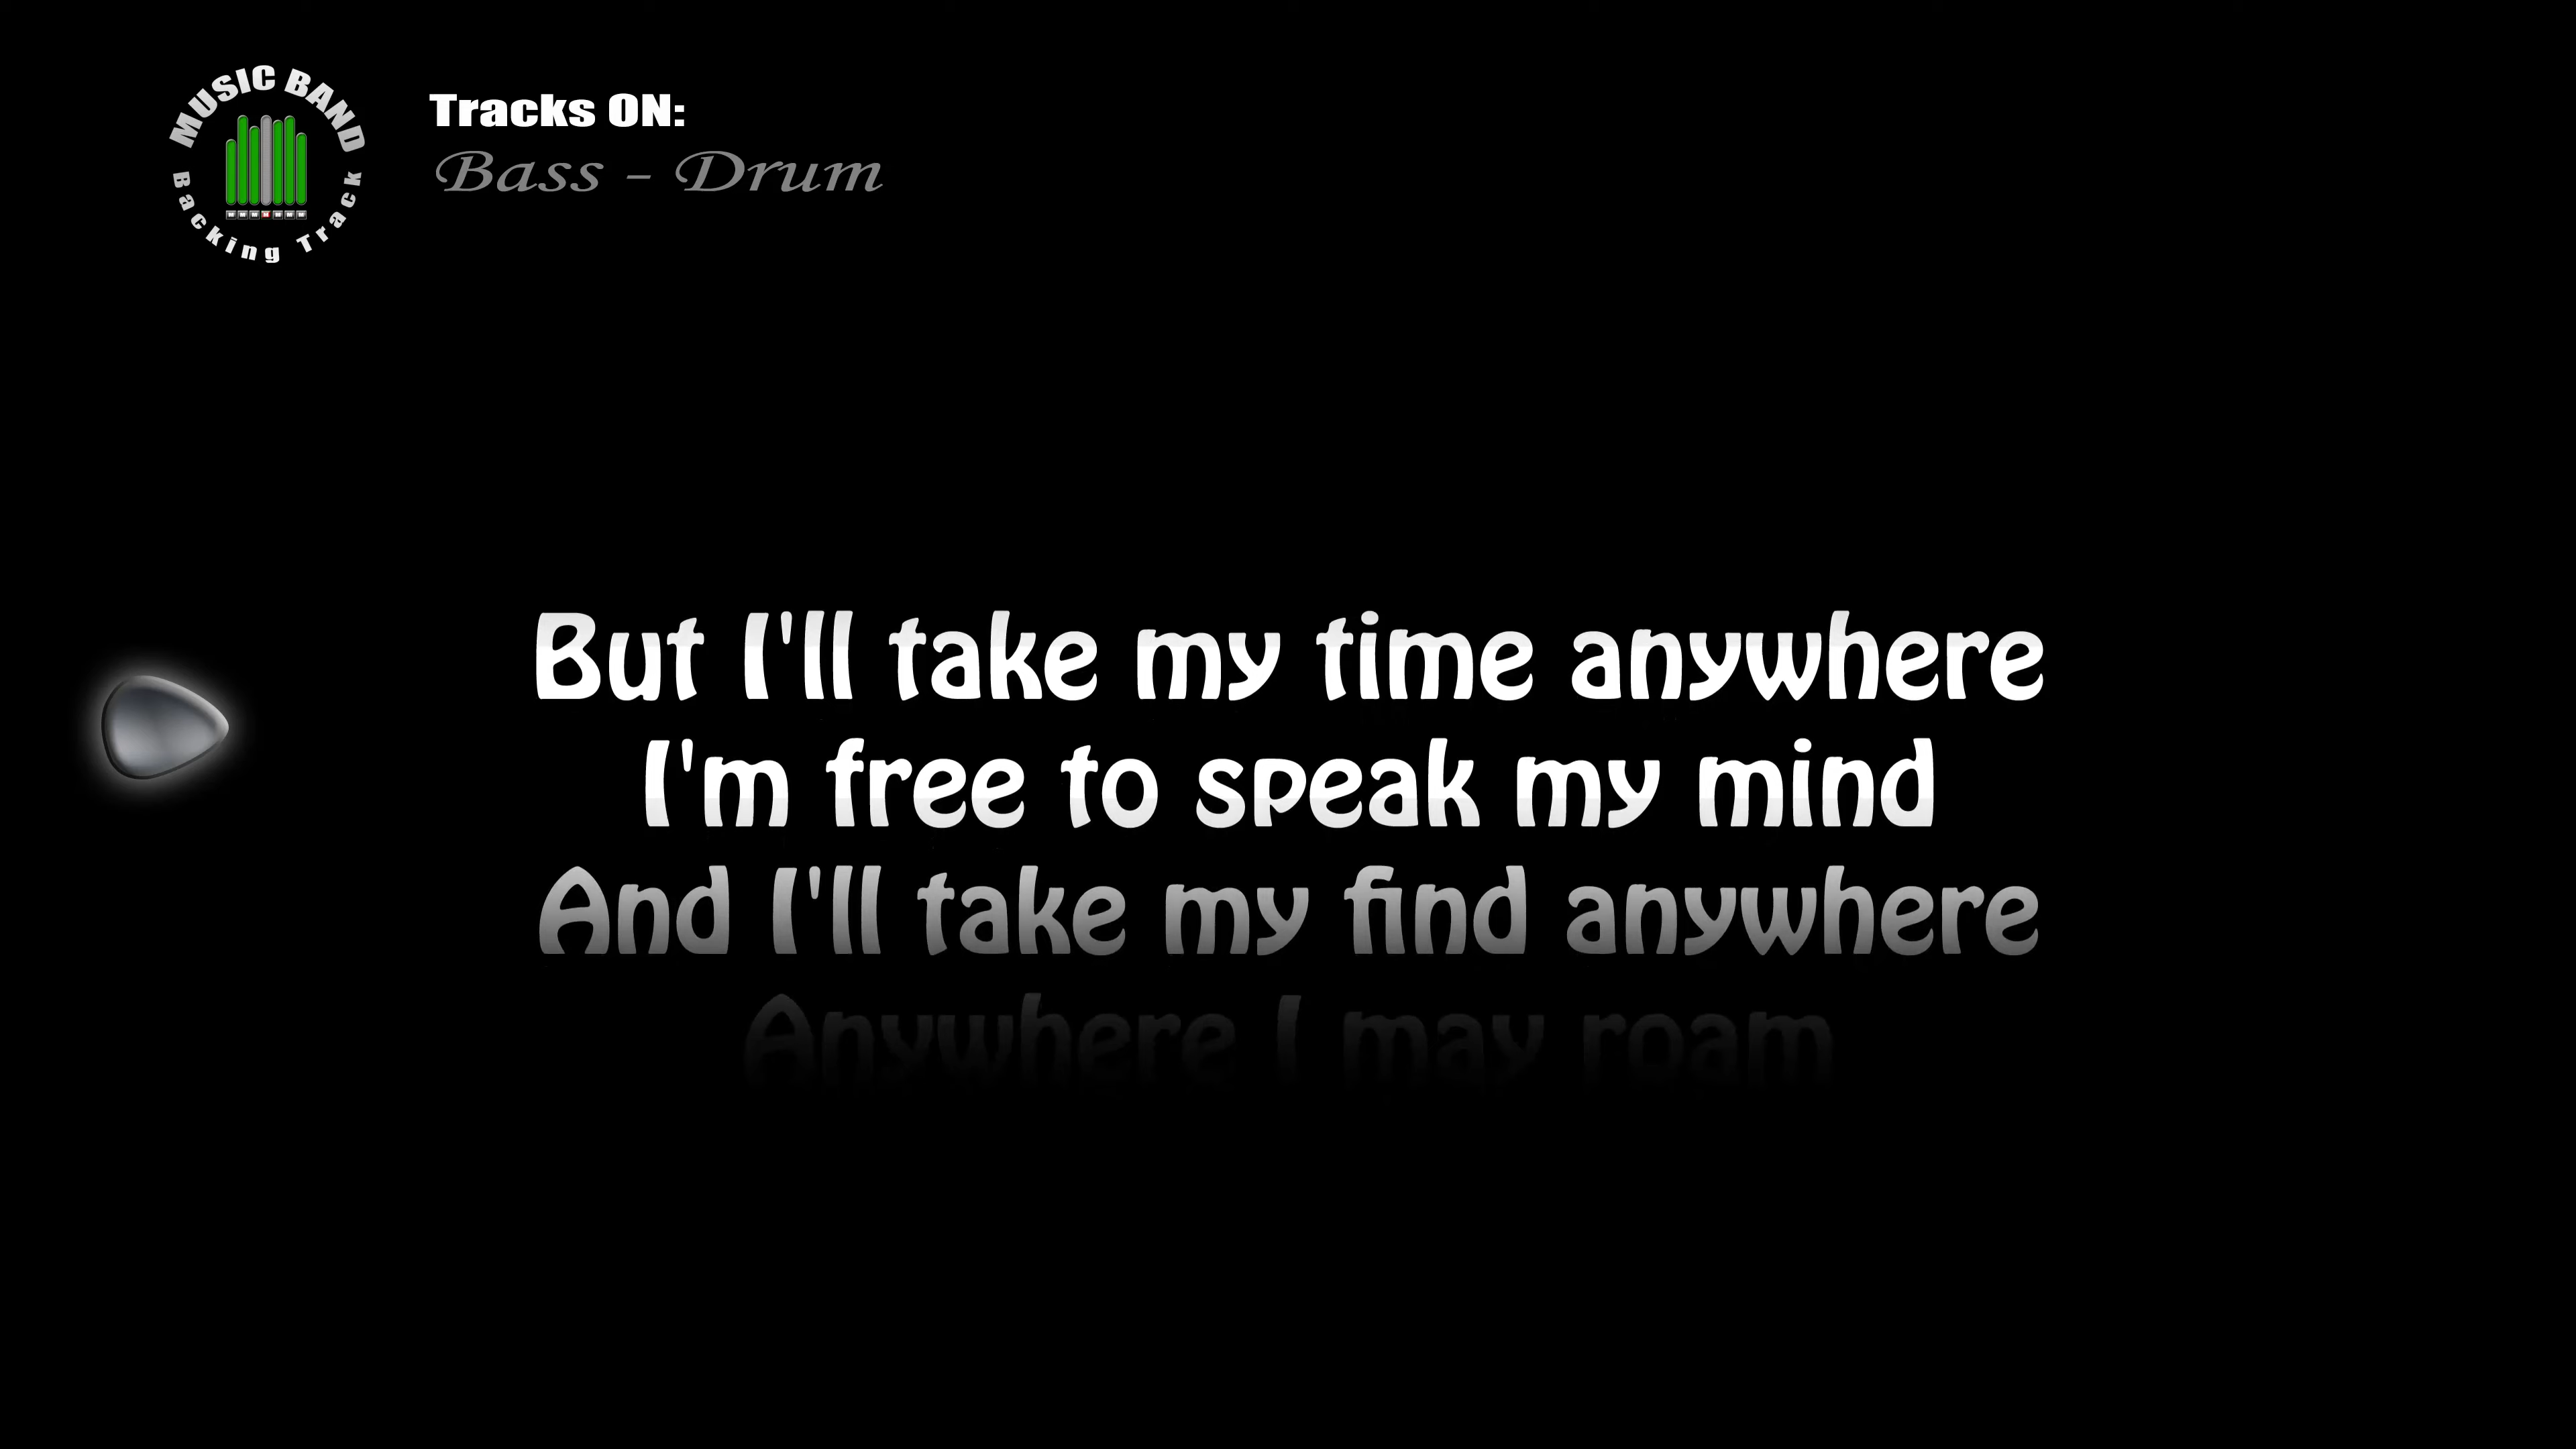 MUSIC BAND
Backing Track
Tracks ON:
Bass - Drum
But I'll take my time anywhere
I'm free to speak my mind
And I'll take my find anywhere
Anywhere I may roam